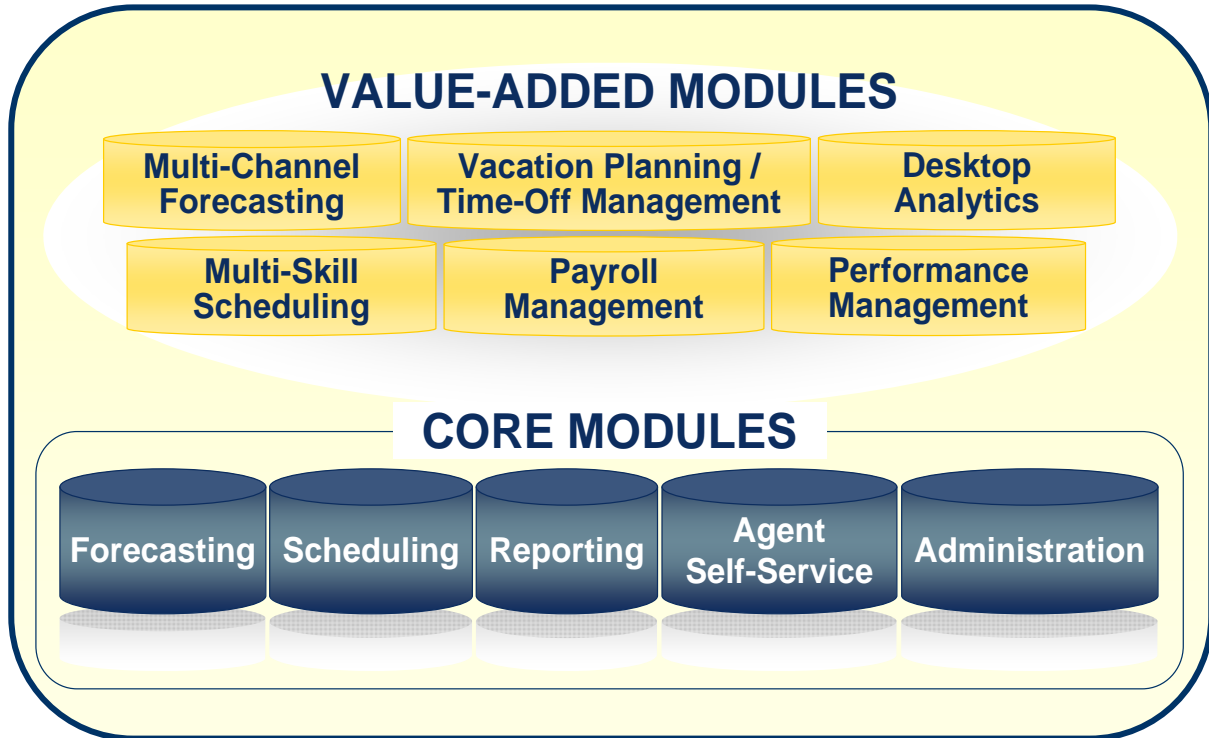 VALUE-ADDED MODULES
Multi-Channel
Forecasting
Vacation Planning /
Time-Off Management
Desktop
Analytics
Multi-Skill
Scheduling
Payroll
Management
Performance
Management
CORE MODULES
Forecasting
Scheduling
Reporting
Agent
Self-Service
Administration